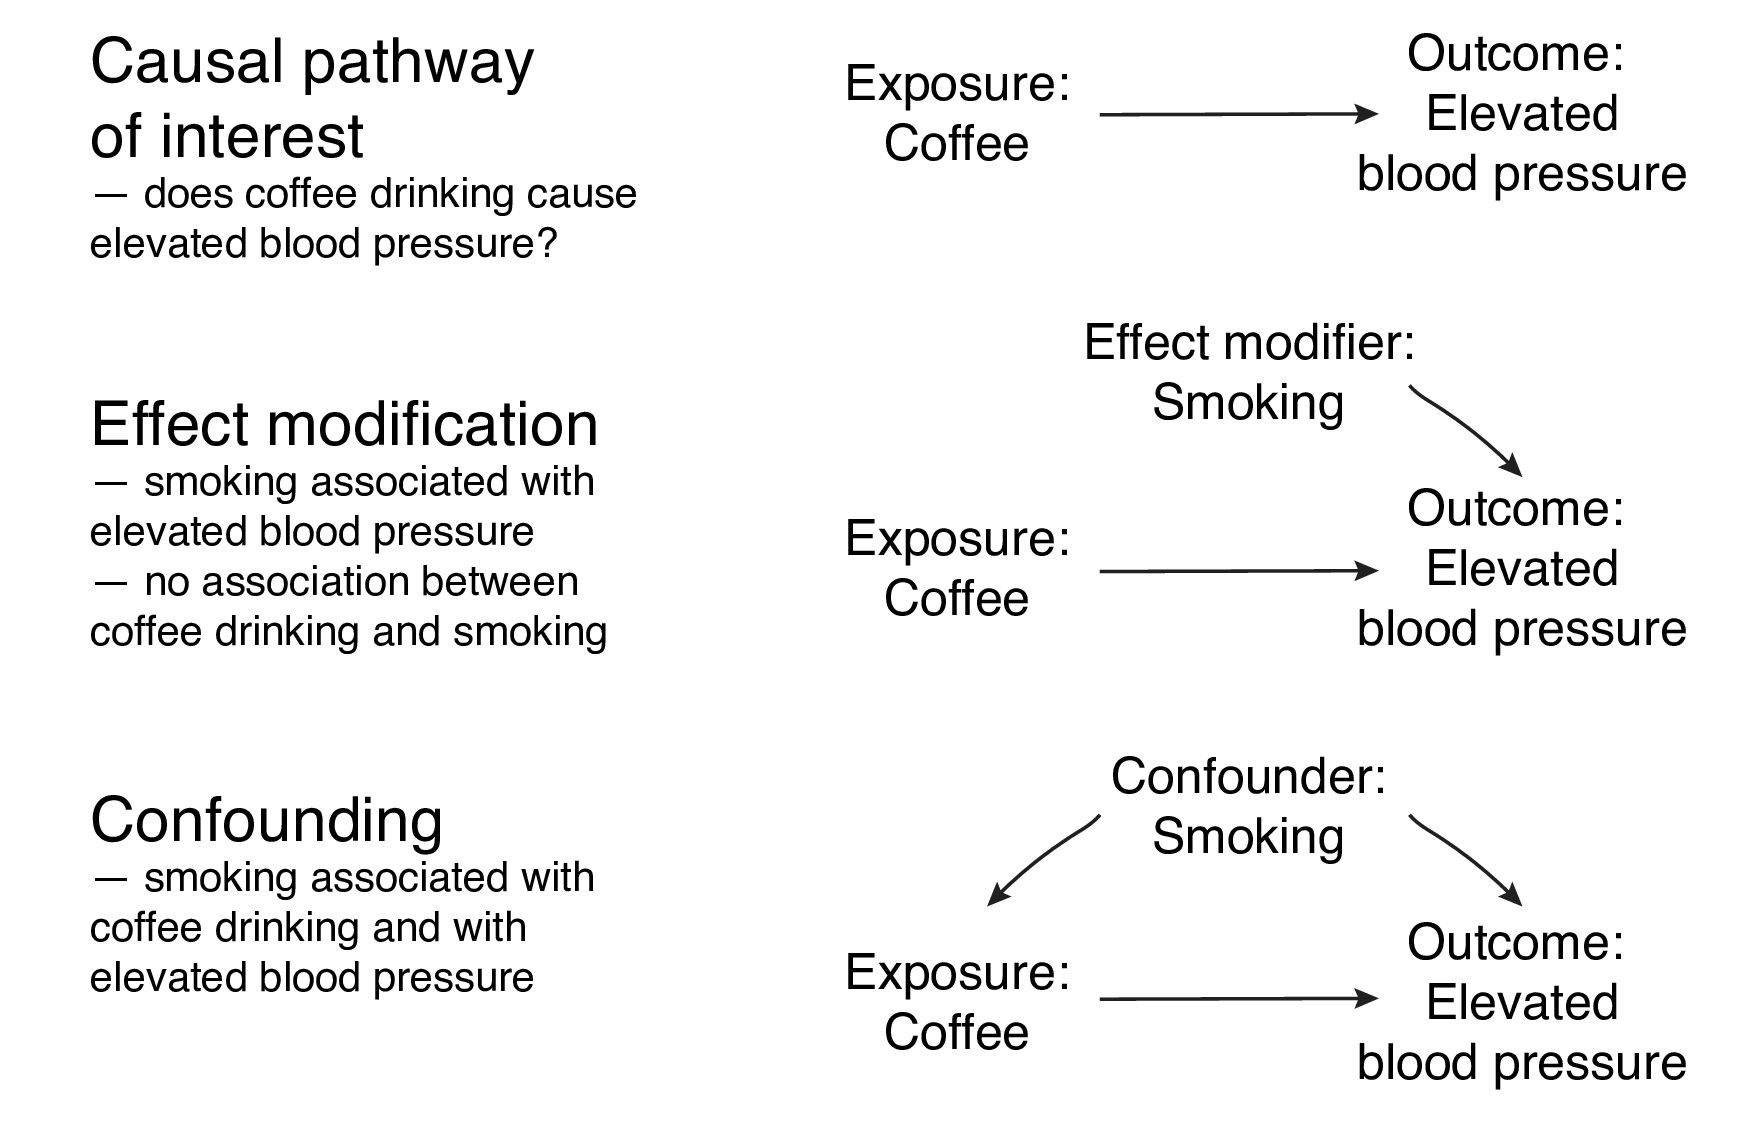 Causal pathway
of interest
— does coffee drinking cause
elevated blood pressure?
Exposure:
Coffee
Outcome:
Elevated
blood pressure
Effect modification
— smoking associated with
elevated blood pressure
— no association between
coffee drinking and smoking
Effect modifier:
Smoking
Exposure:
Coffee
Outcome:
Elevated
blood pressure
Confounding
— smoking associated with
coffee drinking and with
elevated blood pressure
Confounder:
Smoking
Exposure:
Coffee
Outcome:
Elevated
blood pressure